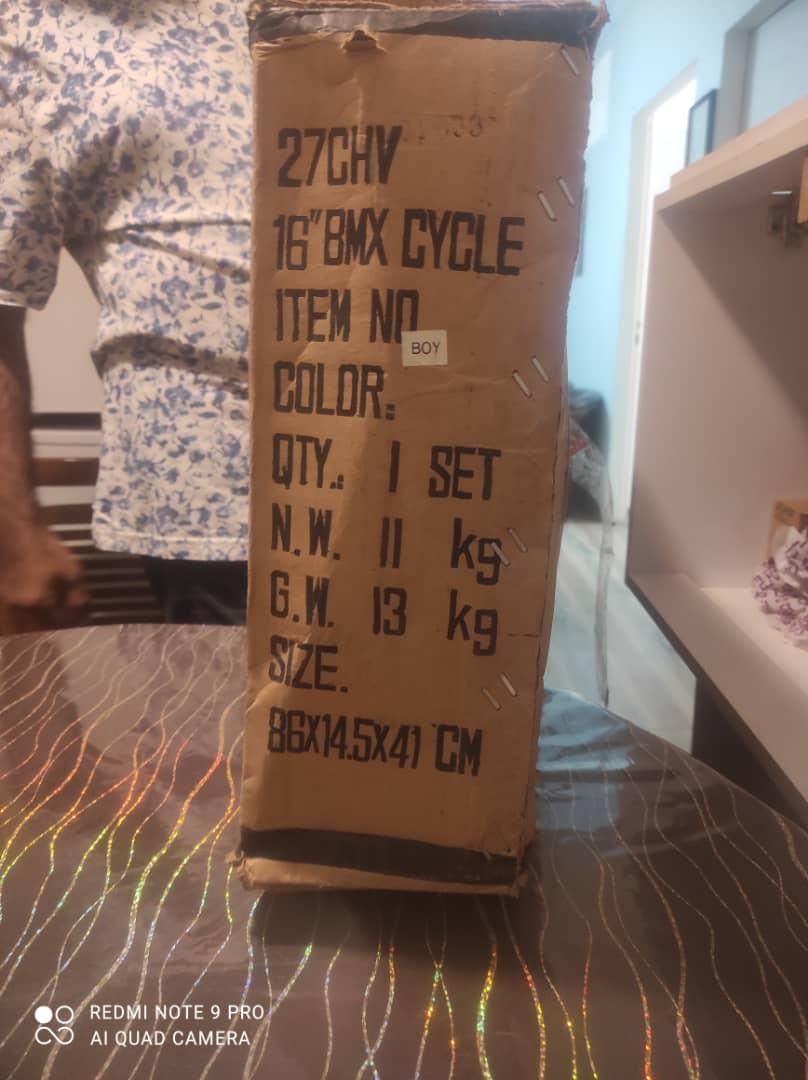 27CHV
16"BMX CYCLE
ITEM NO
BOY
COLOR:
QTY.: 1 SET
N.W. 11 kg
G.W. 13 kg
SIZE.
86X14.5X41 CM
REDMI NOTE 9 PRO
AI QUAD CAMERA